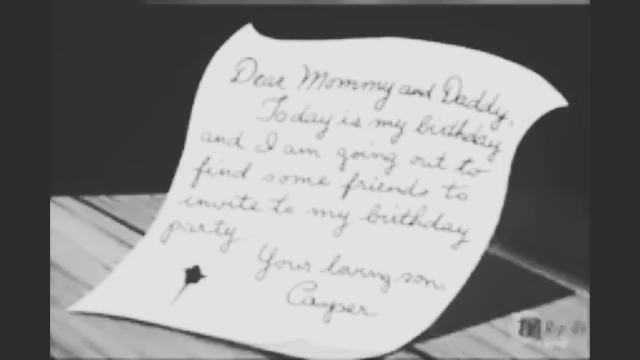 Dear Mommy and Daddy,
Today is my birthday
and I am going out to
find some friends to
invite to my birthday
party.
Your loving son,
Casper